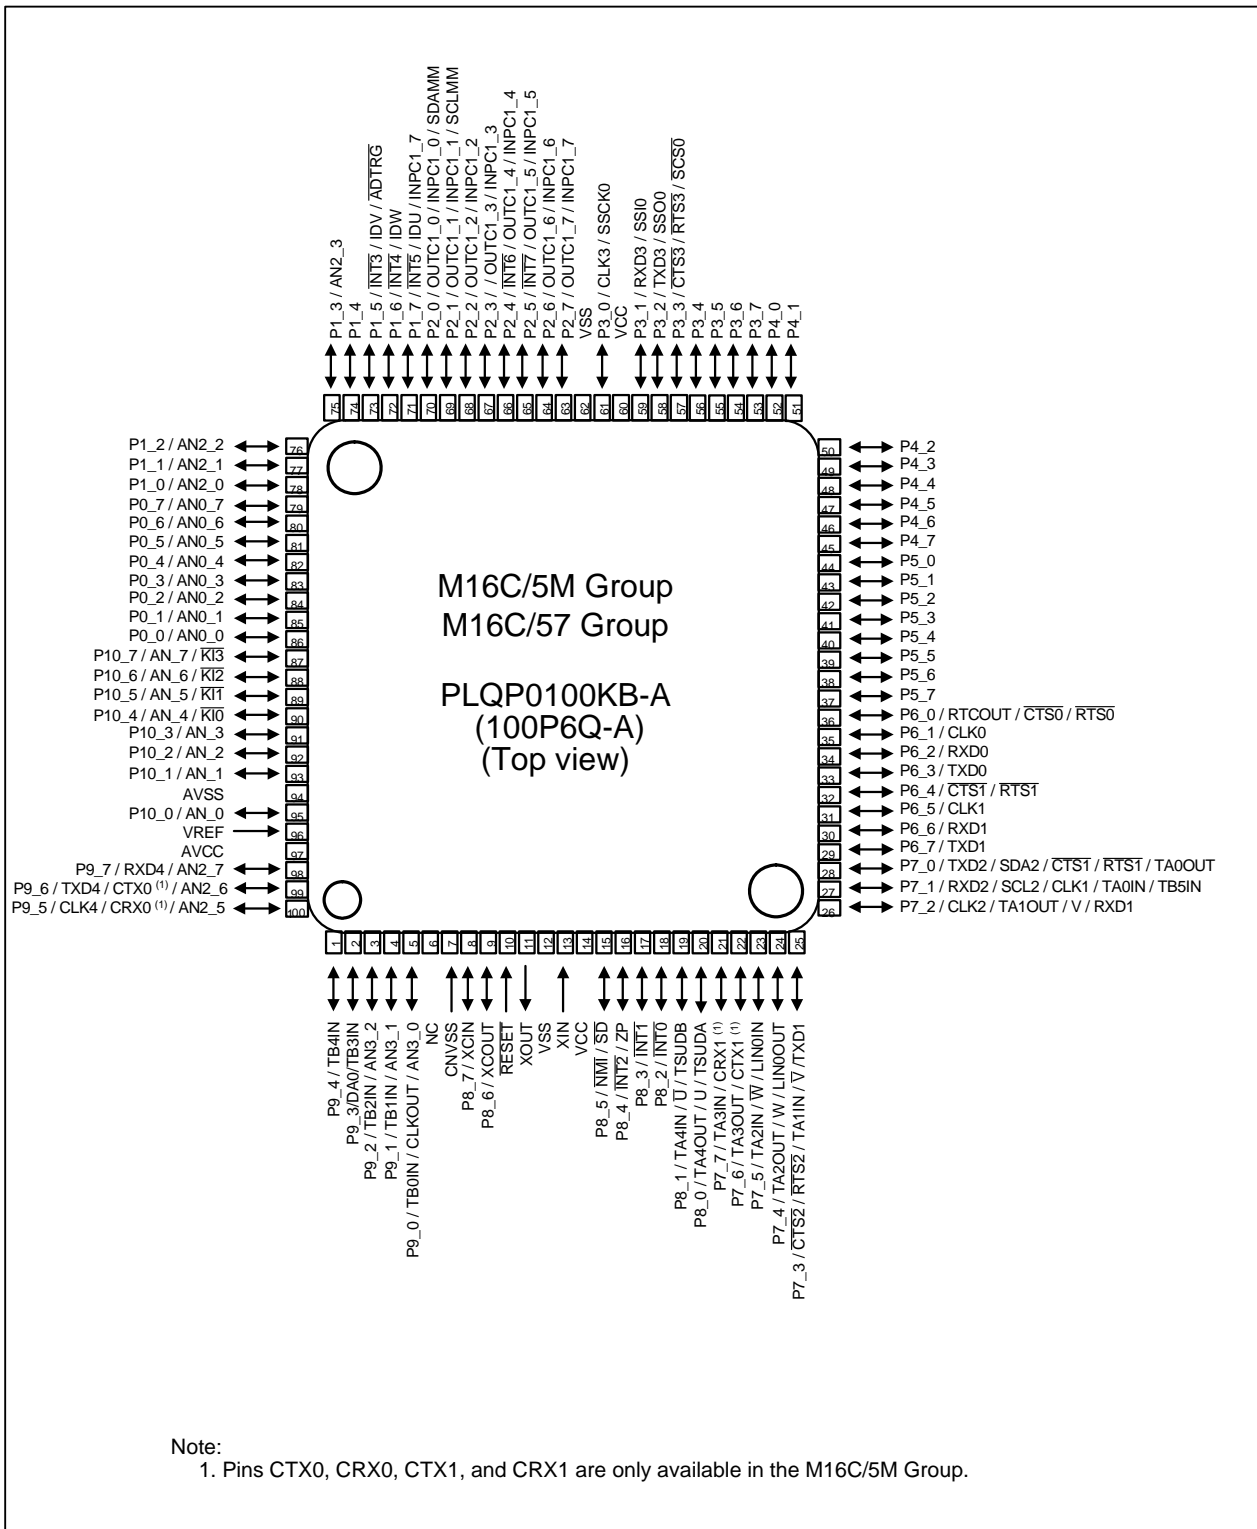 P1_3 / AN2_3
P1_4
P1_5 / INT3 / IDV / ADTRG
P1_6 / INT4 / IDW
P1_7 / INT5 / IDU / INPC1_7
P2_0 / OUTC1_0 / INPC1_0 / SDAMM
P2_1 / OUTC1_1 / INPC1_1 / SCLMM
P2_2 / OUTC1_2 / INPC1_2
P2_3 / / OUTC1_3 / INPC1_3
P2_4 / INT6 / OUTC1_4 / INPC1_4
P2_5 / INT7 / OUTC1_5 / INPC1_5
P2_6 / OUTC1_6 / INPC1_6
P2_7 / OUTC1_7 / INPC1_7
VSS
P3_0 / CLK3 / SSCK0
VCC
P3_1 / RXD3 / SSI0
P3_2 / TXD3 / SSO0
P3_3 / CTS3 / RTS3 / SCS0
P3_4
P3_5
P3_6
P3_7
P4_0
P4_1
75 74 73 72 71 70 69 68 67 66 65 64 63 62 61 60 59 58 57 56 55 54 53 52 51
P1_2 / AN2_2 76
P1_1 / AN2_1 77
P1_0 / AN2_0 78
P0_7 / AN0_7 79
P0_6 / AN0_6 80
P0_5 / AN0_5 81
P0_4 / AN0_4 82
P0_3 / AN0_3 83
P0_2 / AN0_2 84
P0_1 / AN0_1 85
P0_0 / AN0_0 86
P10_7 / AN_7 / KI3 87
P10_6 / AN_6 / KI2 88
P10_5 / AN_5 / KI1 89
P10_4 / AN_4 / KI0 90
P10_3 / AN_3 91
P10_2 / AN_2 92
P10_1 / AN_1 93
AVSS 94
P10_0 / AN_0 95
VREF 96
AVCC 97
P9_7 / RXD4 / AN2_7 98
P9_6 / TXD4 / CTX0 (1) / AN2_6 99
P9_5 / CLK4 / CRX0 (1) / AN2_5 100
M16C/5M Group
M16C/57 Group
PLQP0100KB-A
(100P6Q-A)
(Top view)
50 P4_2
49 P4_3
48 P4_4
47 P4_5
46 P4_6
45 P4_7
44 P5_0
43 P5_1
42 P5_2
41 P5_3
40 P5_4
39 P5_5
38 P5_6
37 P5_7
36 P6_0 / RTCOUT / CTS0 / RTS0
35 P6_1 / CLK0
34 P6_2 / RXD0
33 P6_3 / TXD0
32 P6_4 / CTS1 / RTS1
31 P6_5 / CLK1
30 P6_6 / RXD1
29 P6_7 / TXD1
28 P7_0 / TXD2 / SDA2 / CTS1 / RTS1 / TA0OUT
27 P7_1 / RXD2 / SCL2 / CLK1 / TA0IN / TB5IN
26 P7_2 / CLK2 / TA1OUT / V / RXD1
1 2 3 4 5 6 7 8 9 10 11 12 13 14 15 16 17 18 19 20 21 22 23 24 25
P9_4 / TB4IN
P9_3/DA0/TB3IN
P9_2 / TB2IN / AN3_2
P9_1 / TB1IN / AN3_1
P9_0 / TB0IN / CLKOUT / AN3_0
NC
CNVSS
P8_7 / XCIN
P8_6 / XCOUT
RESET
XOUT
VSS
XIN
VCC
P8_5 / NMI / SD
P8_4 / INT2 / ZP
P8_3 / INT1
P8_2 / INT0
P8_1 / TA4IN / U / TSUDB
P8_0 / TA4OUT / U / TSUDA
P7_7 / TA3IN / CRX1 (1)
P7_6 / TA3OUT / CTX1 (1)
P7_5 / TA2IN / W / LIN0IN
P7_4 / TA2OUT / W / LIN0OUT
P7_3 / CTS2 / RTS2 / TA1IN / V /TXD1
Note:
1. Pins CTX0, CRX0, CTX1, and CRX1 are only available in the M16C/5M Group.